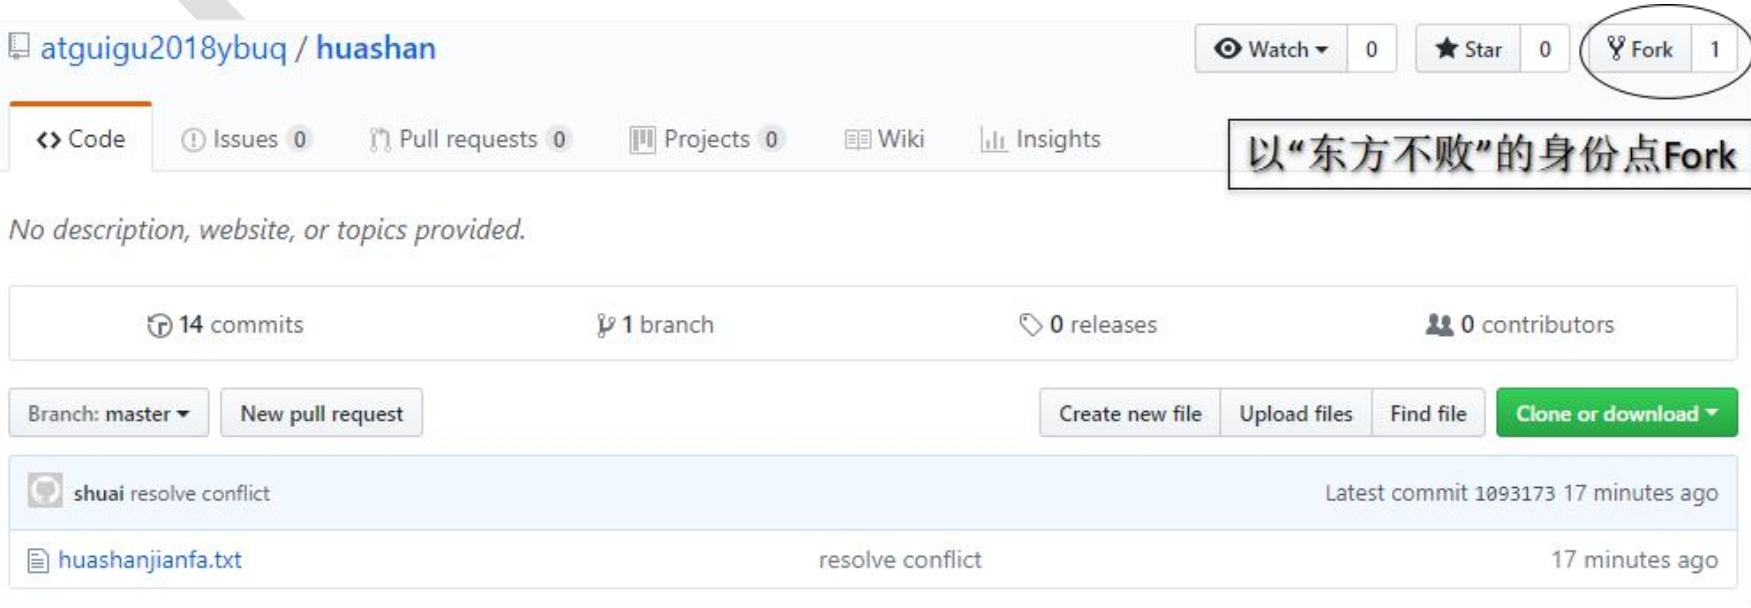 atguigu2018ybuq / huashan Watch 0 Star 0 Fork 1
Code Issues 0 Pull requests 0 Projects 0 Wiki Insights
以“东方不败”的身份点Fork
No description, website, or topics provided.
14 commits 1 branch 0 releases 0 contributors
Branch: master New pull request Create new file Upload files Find file Clone or download
shuai resolve conflict Latest commit 1093173 17 minutes ago
huashanjianfa.txt resolve conflict 17 minutes ago